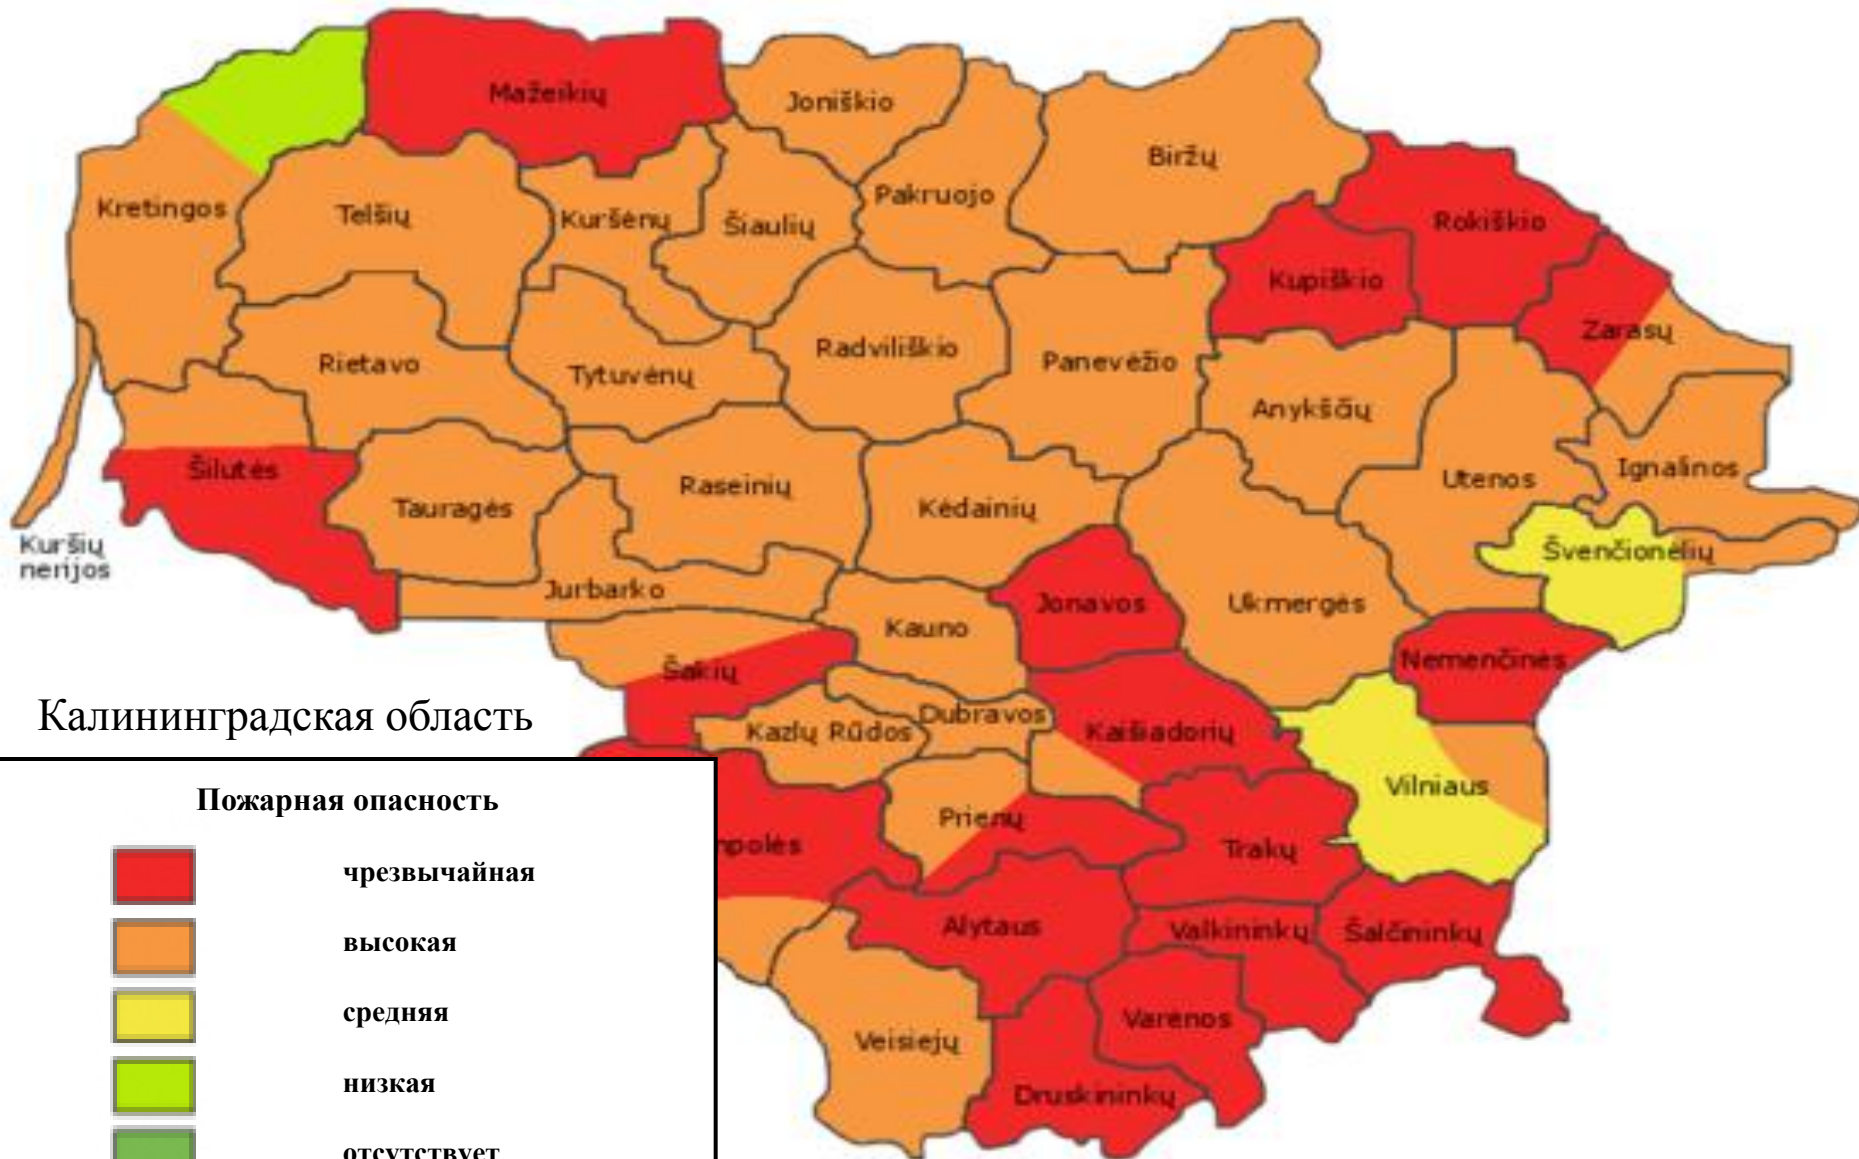 Mažeikių
Joniškio
Biržų
Kretingos
Telšių
Kuršėnų
Šiaulių
Pakruojo
Rokiškio
Kupiškio
Zarasų
Rietavo
Tytuvėnų
Radviliškio
Panevėžio
Anykščių
Šilutės
Tauragės
Raseinių
Kėdainių
Utenos
Ignalinos
Kuršių
nerijos
Švenčionėlių
Jurbarko
Kauno
Jonavos
Ukmergės
Nemenčinės
Šakių
Калининградская область
Kazlų Rūdos
Dubravos
Kaišiadorių
Vilniaus
Пожарная опасность
Prienų
npolės
Trakų
чрезвычайная
Alytaus
Valkininkų
Šalčininkų
высокая
средняя
Varėnos
Veisiejų
низкая
Druskininkų
отсутствует